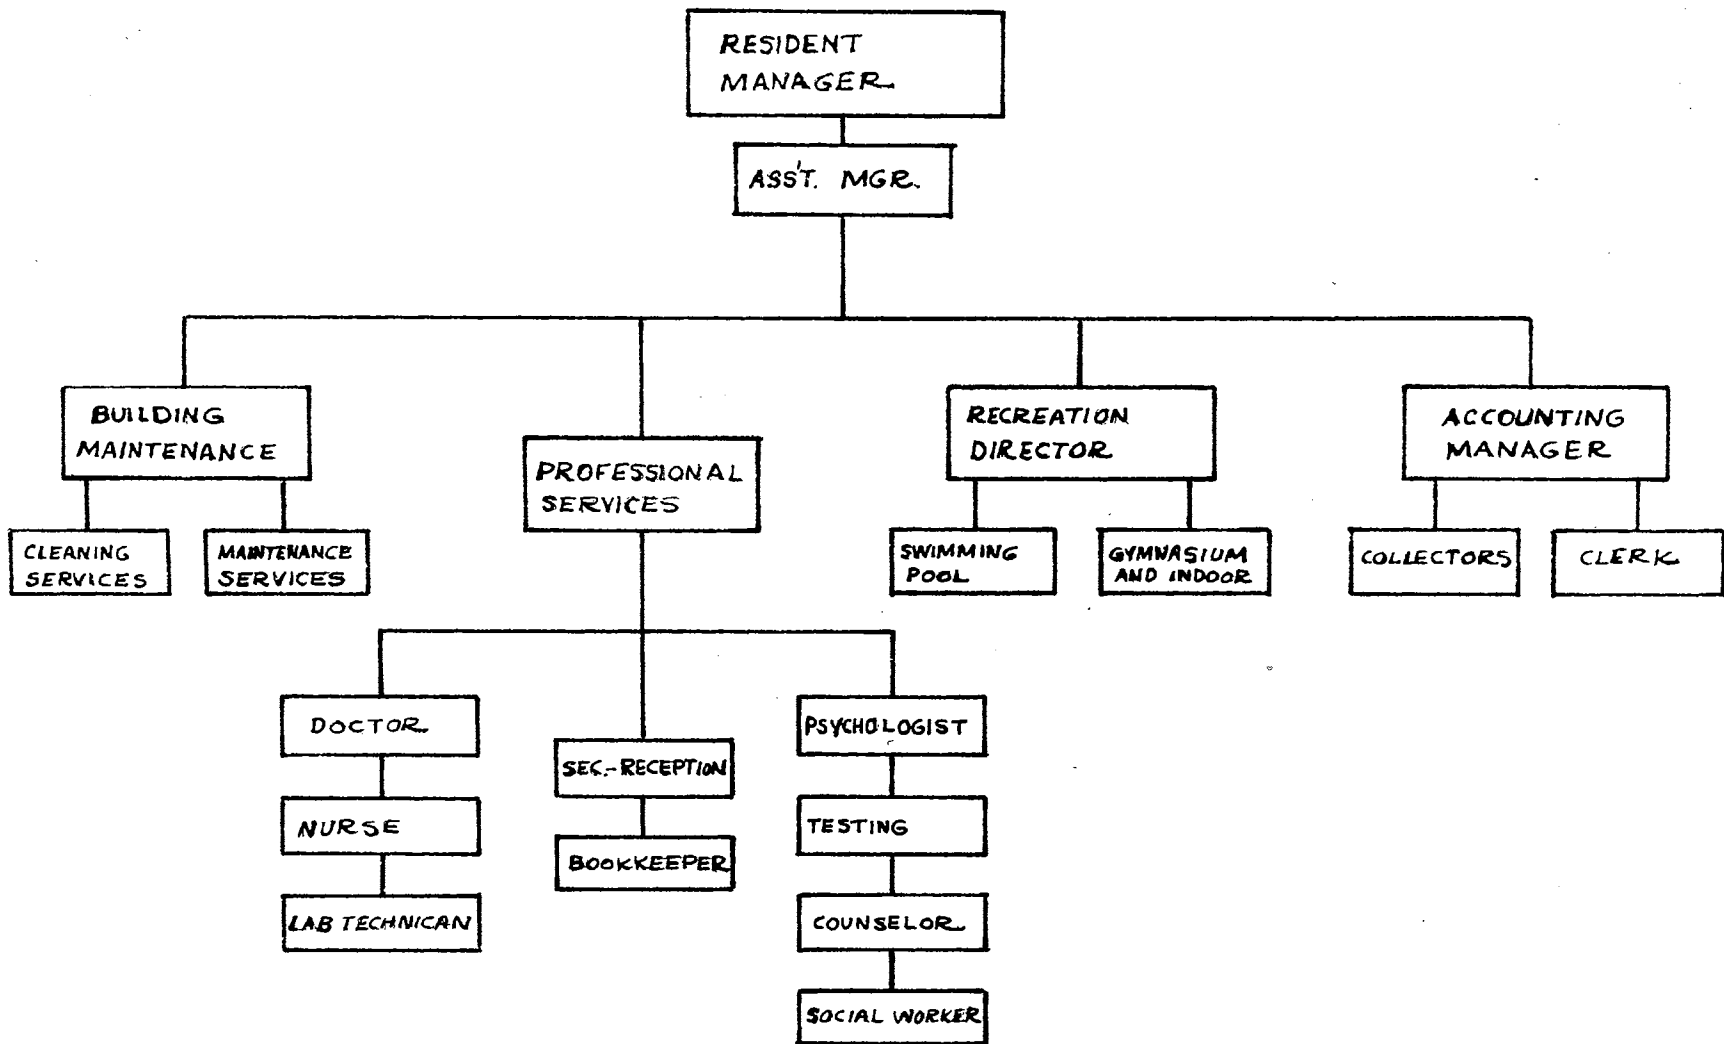 RESIDENT
MANAGER
ASS'T. MGR.
BUILDING
MAINTENANCE
PROFESSIONAL
SERVICES
RECREATION
DIRECTOR
ACCOUNTING
MANAGER
CLEANING
SERVICES
MAINTENANCE
SERVICES
SWIMMING
POOL
GYMNASIUM
AND INDOOR
COLLECTORS
CLERK
DOCTOR
NURSE
LAB TECHNICAN
SEC.-RECEPTION
BOOKKEEPER
PSYCHOLOGIST
TESTING
COUNSELOR
SOCIAL WORKER